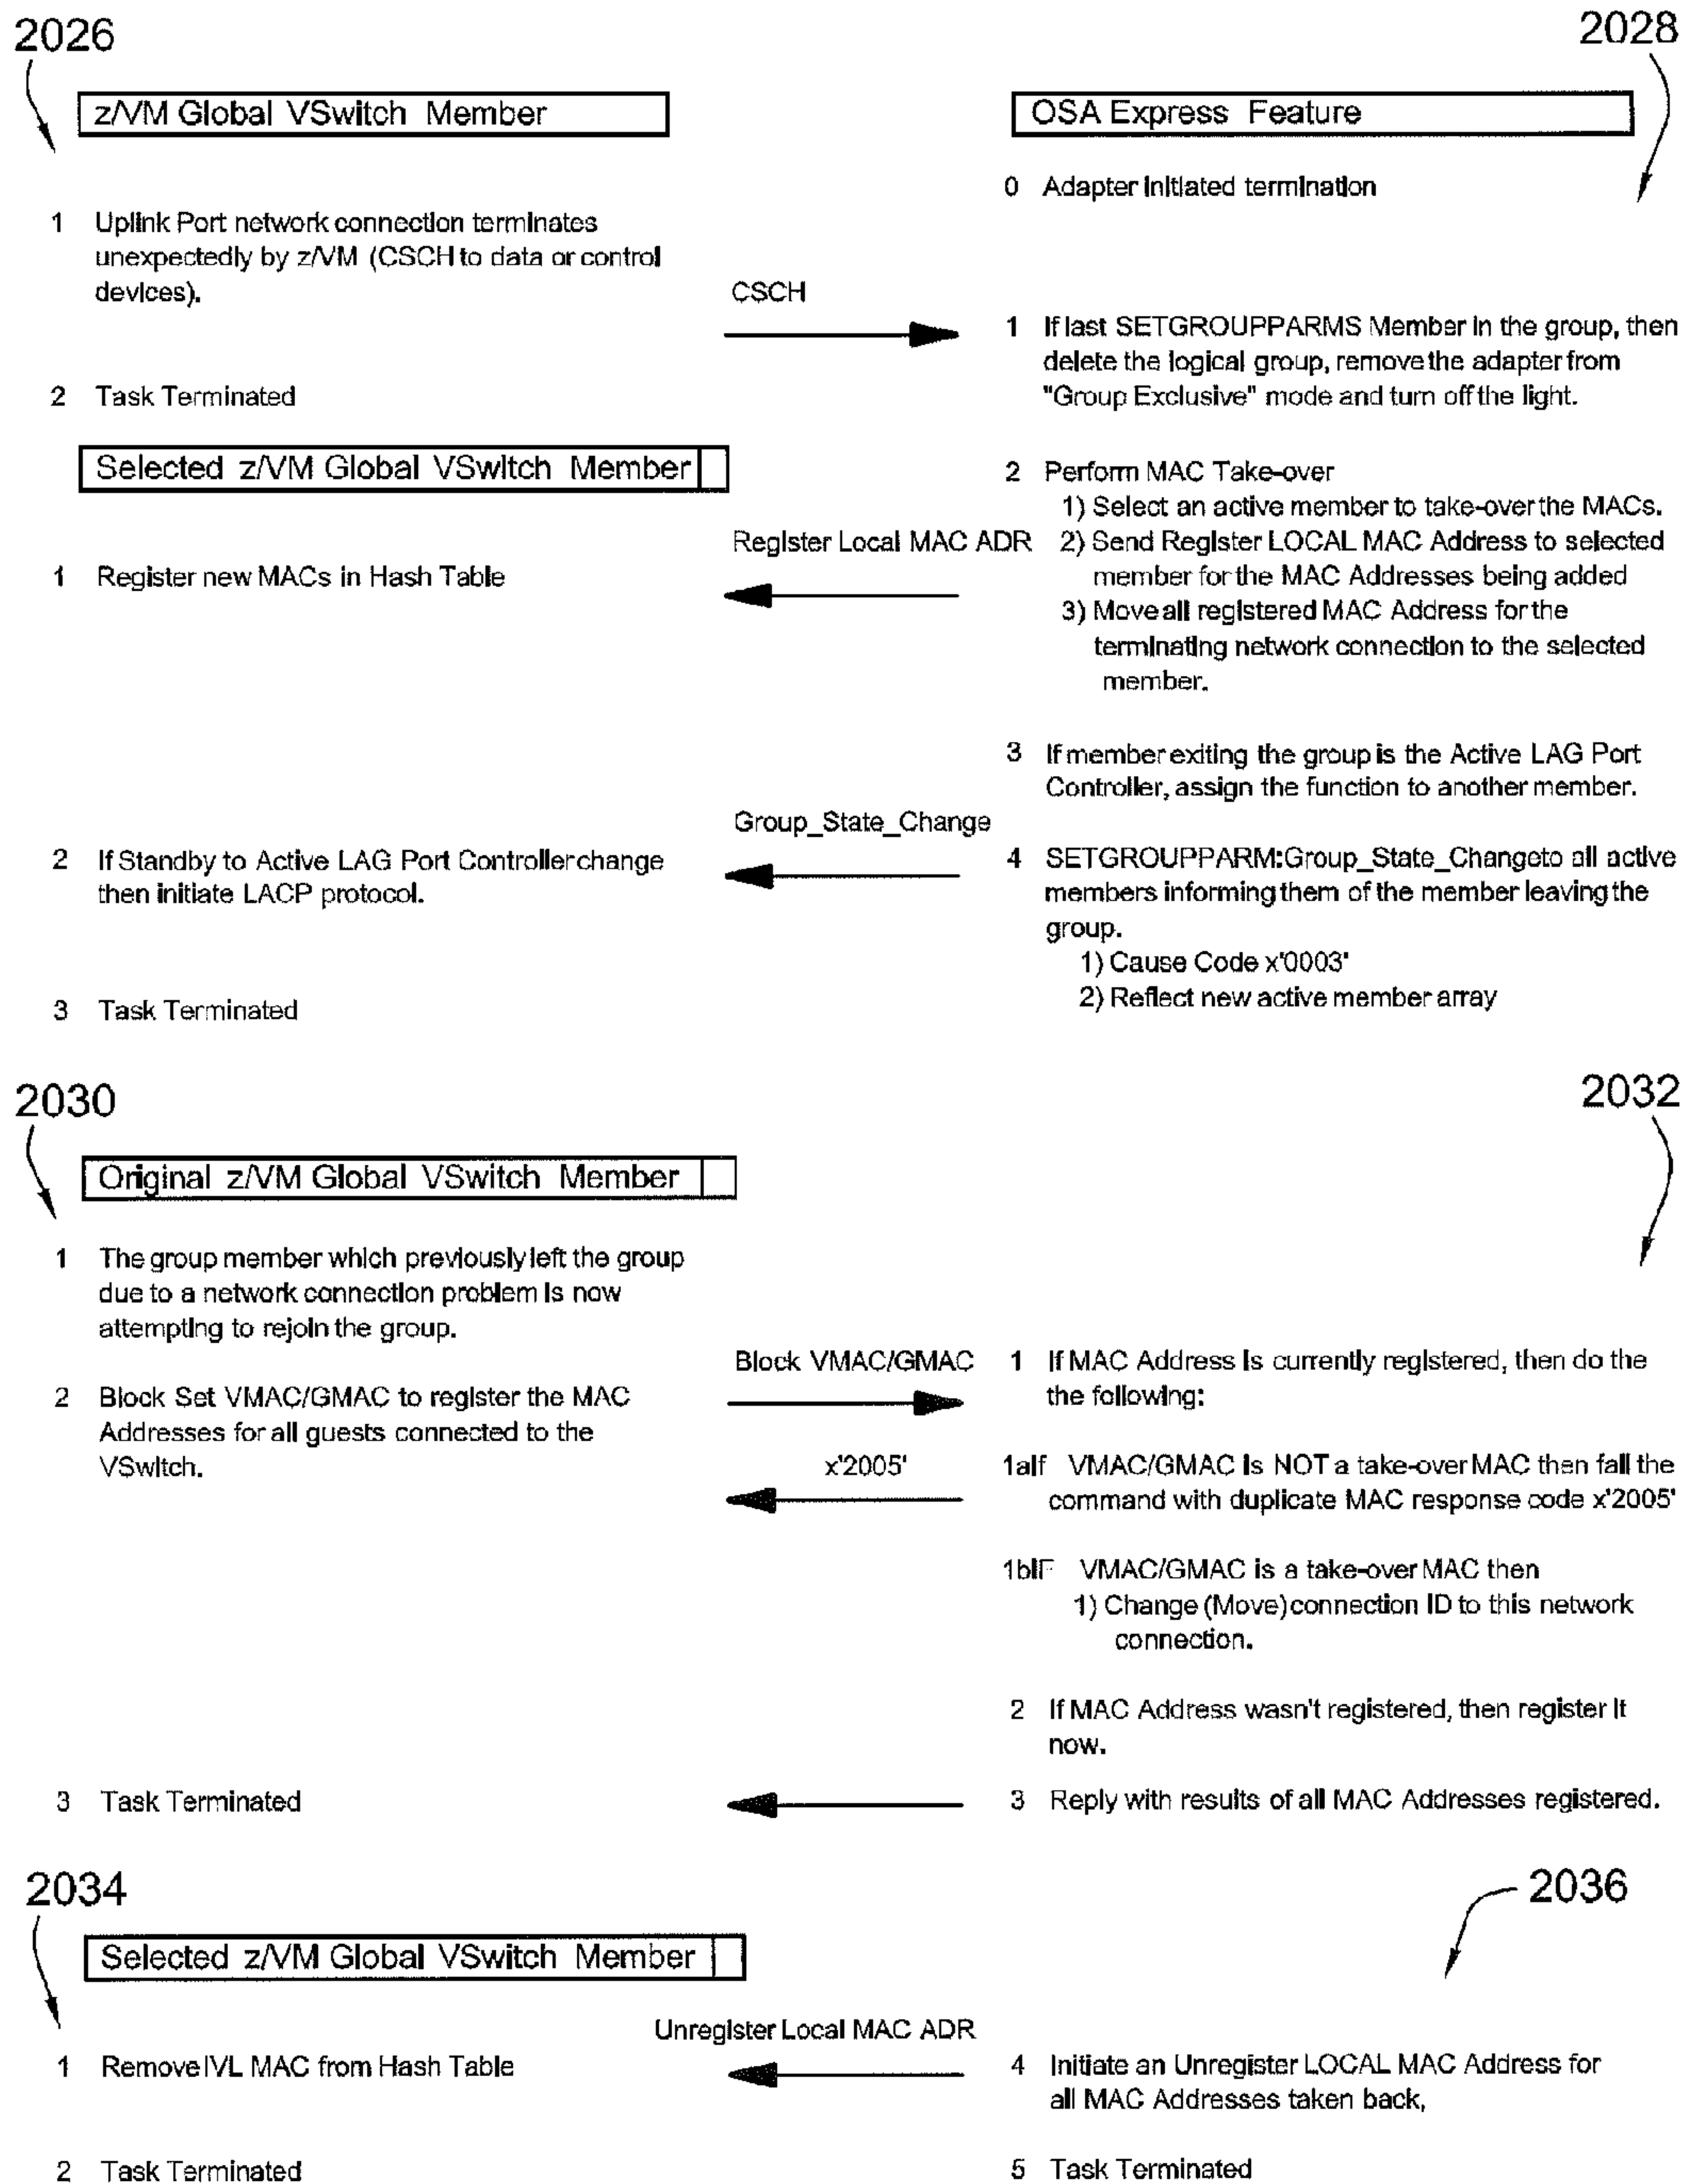 2026
2028
z/VM Global VSwitch Member
OSA Express Feature
0 Adapter initiated termination
1 Uplink Port network connection terminates
unexpectedly by z/VM (CSCH to data or control
devices).
CSCH
1 If last SETGROUPPARMS Member in the group, then
delete the logical group, remove the adapter from
"Group Exclusive" mode and turn off the light.
2 Task Terminated
Selected z/VM Global VSwitch Member
2 Perform MAC Take-over
1) Select an active member to take-over the MACs.
Register Local MAC ADR
2) Send Register LOCAL MAC Address to selected
member for the MAC Addresses being added
1 Register new MACs in Hash Table
3) Move all registered MAC Address for the
terminating network connection to the selected
member.
3 If member exiting the group is the Active LAG Port
Controller, assign the function to another member.
Group_State_Change
2 If Standby to Active LAG Port Controller change
then initiate LACP protocol.
4 SETGROUPPARM:Group_State_Change to all active
members informing them of the member leaving the
group.
1) Cause Code x'0003'
2) Reflect new active member array
3 Task Terminated
2030
2032
Original z/VM Global VSwitch Member
1 The group member which previously left the group
due to a network connection problem is now
attempting to rejoin the group.
Block VMAC/GMAC
1 If MAC Address is currently registered, then do the
the following:
2 Block Set VMAC/GMAC to register the MAC
Addresses for all guests connected to the
VSwitch.
x'2005'
1aIf VMAC/GMAC is NOT a take-over MAC then fail the
command with duplicate MAC response code x'2005'
1bIF VMAC/GMAC is a take-over MAC then
1) Change (Move) connection ID to this network
connection.
2 If MAC Address wasn't registered, then register it
now.
3 Task Terminated
3 Reply with results of all MAC Addresses registered.
2034
2036
Selected z/VM Global VSwitch Member
Unregister Local MAC ADR
1 Remove IVL MAC from Hash Table
4 Initiate an Unregister LOCAL MAC Address for
all MAC Addresses taken back,
2 Task Terminated
5 Task Terminated